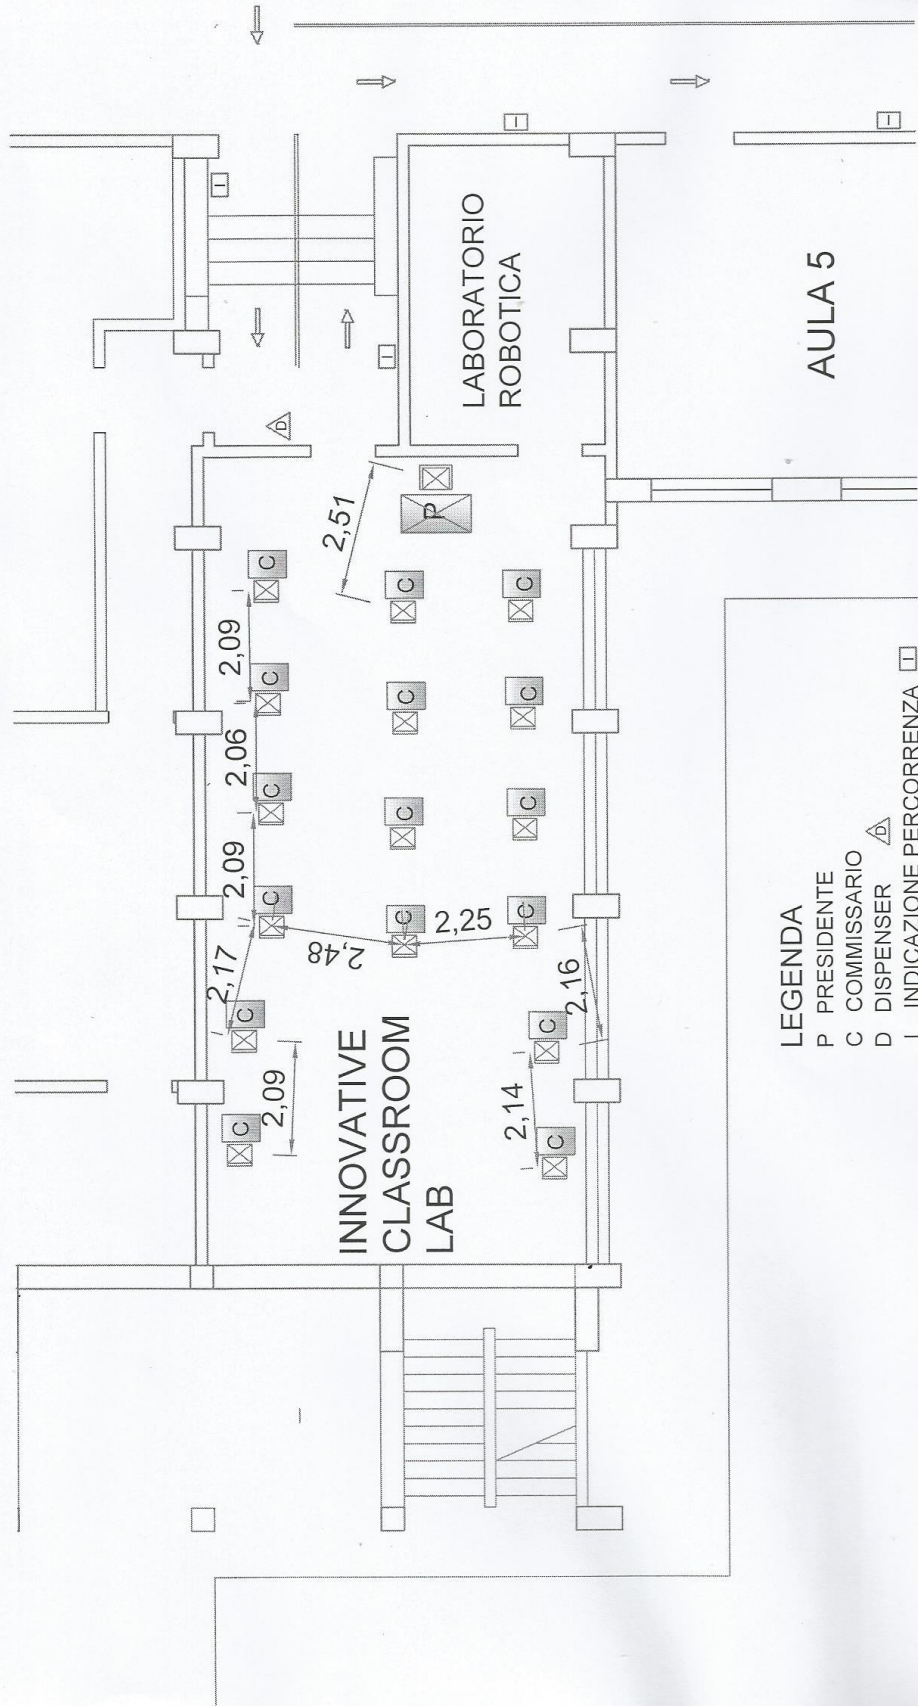 I
2,17
2,09
2,06
2,09
C
C
C
C
C
C
D
2,09
2,48
2,51
I
INNOVATIVE
CLASSROOM
LAB
C
C
C
C
P
2,25
LABORATORIO
ROBOTICA
I
2,14
C
C
C
C
C
C
2,16
LEGENDA
P PRESIDENTE
C COMMISSARIO
D DISPENSER D
I INDICAZIONE PERCORRENZA I
AULA 5
I